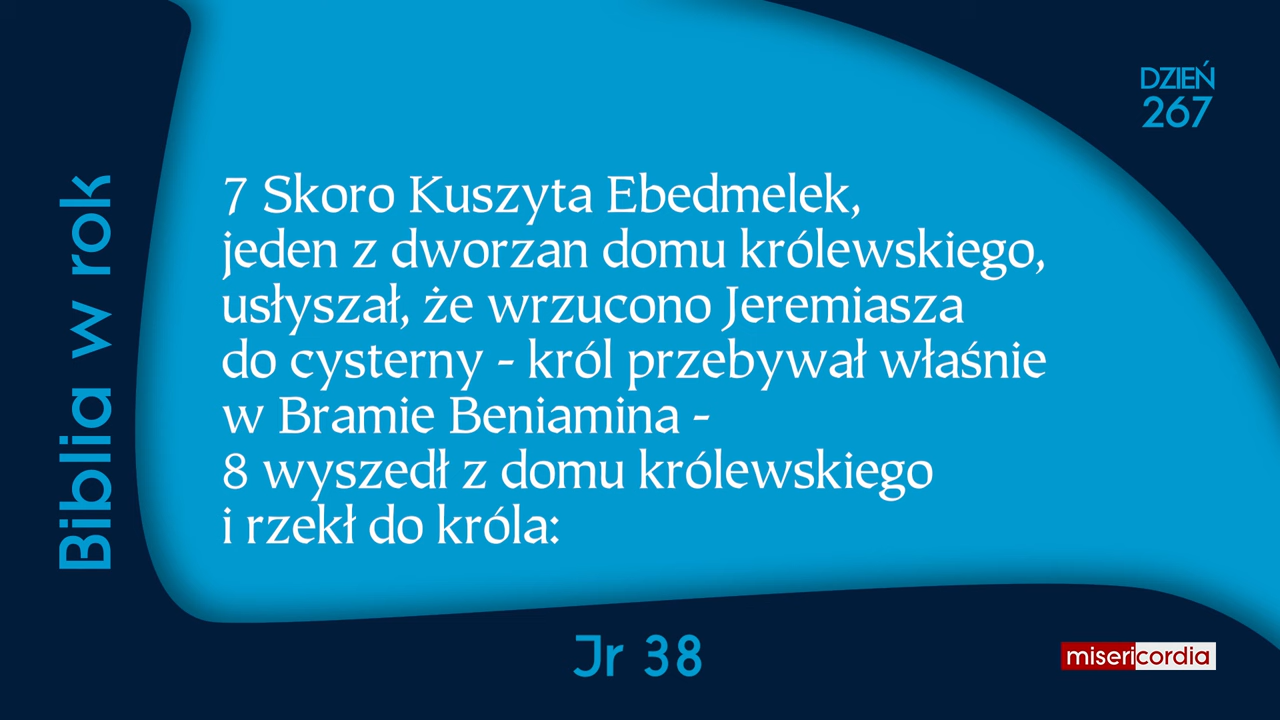 DZIEŃ
267
Biblia w rok
7 Skoro Kuszyta Ebedmelek,
jeden z dworzan domu królewskiego,
usłyszał, że wrzucono Jeremiasza
do cysterny - król przebywał właśnie
w Bramie Beniamina -
8 wyszedł z domu królewskiego
i rzekł do króla:
Jr 38
misericordia